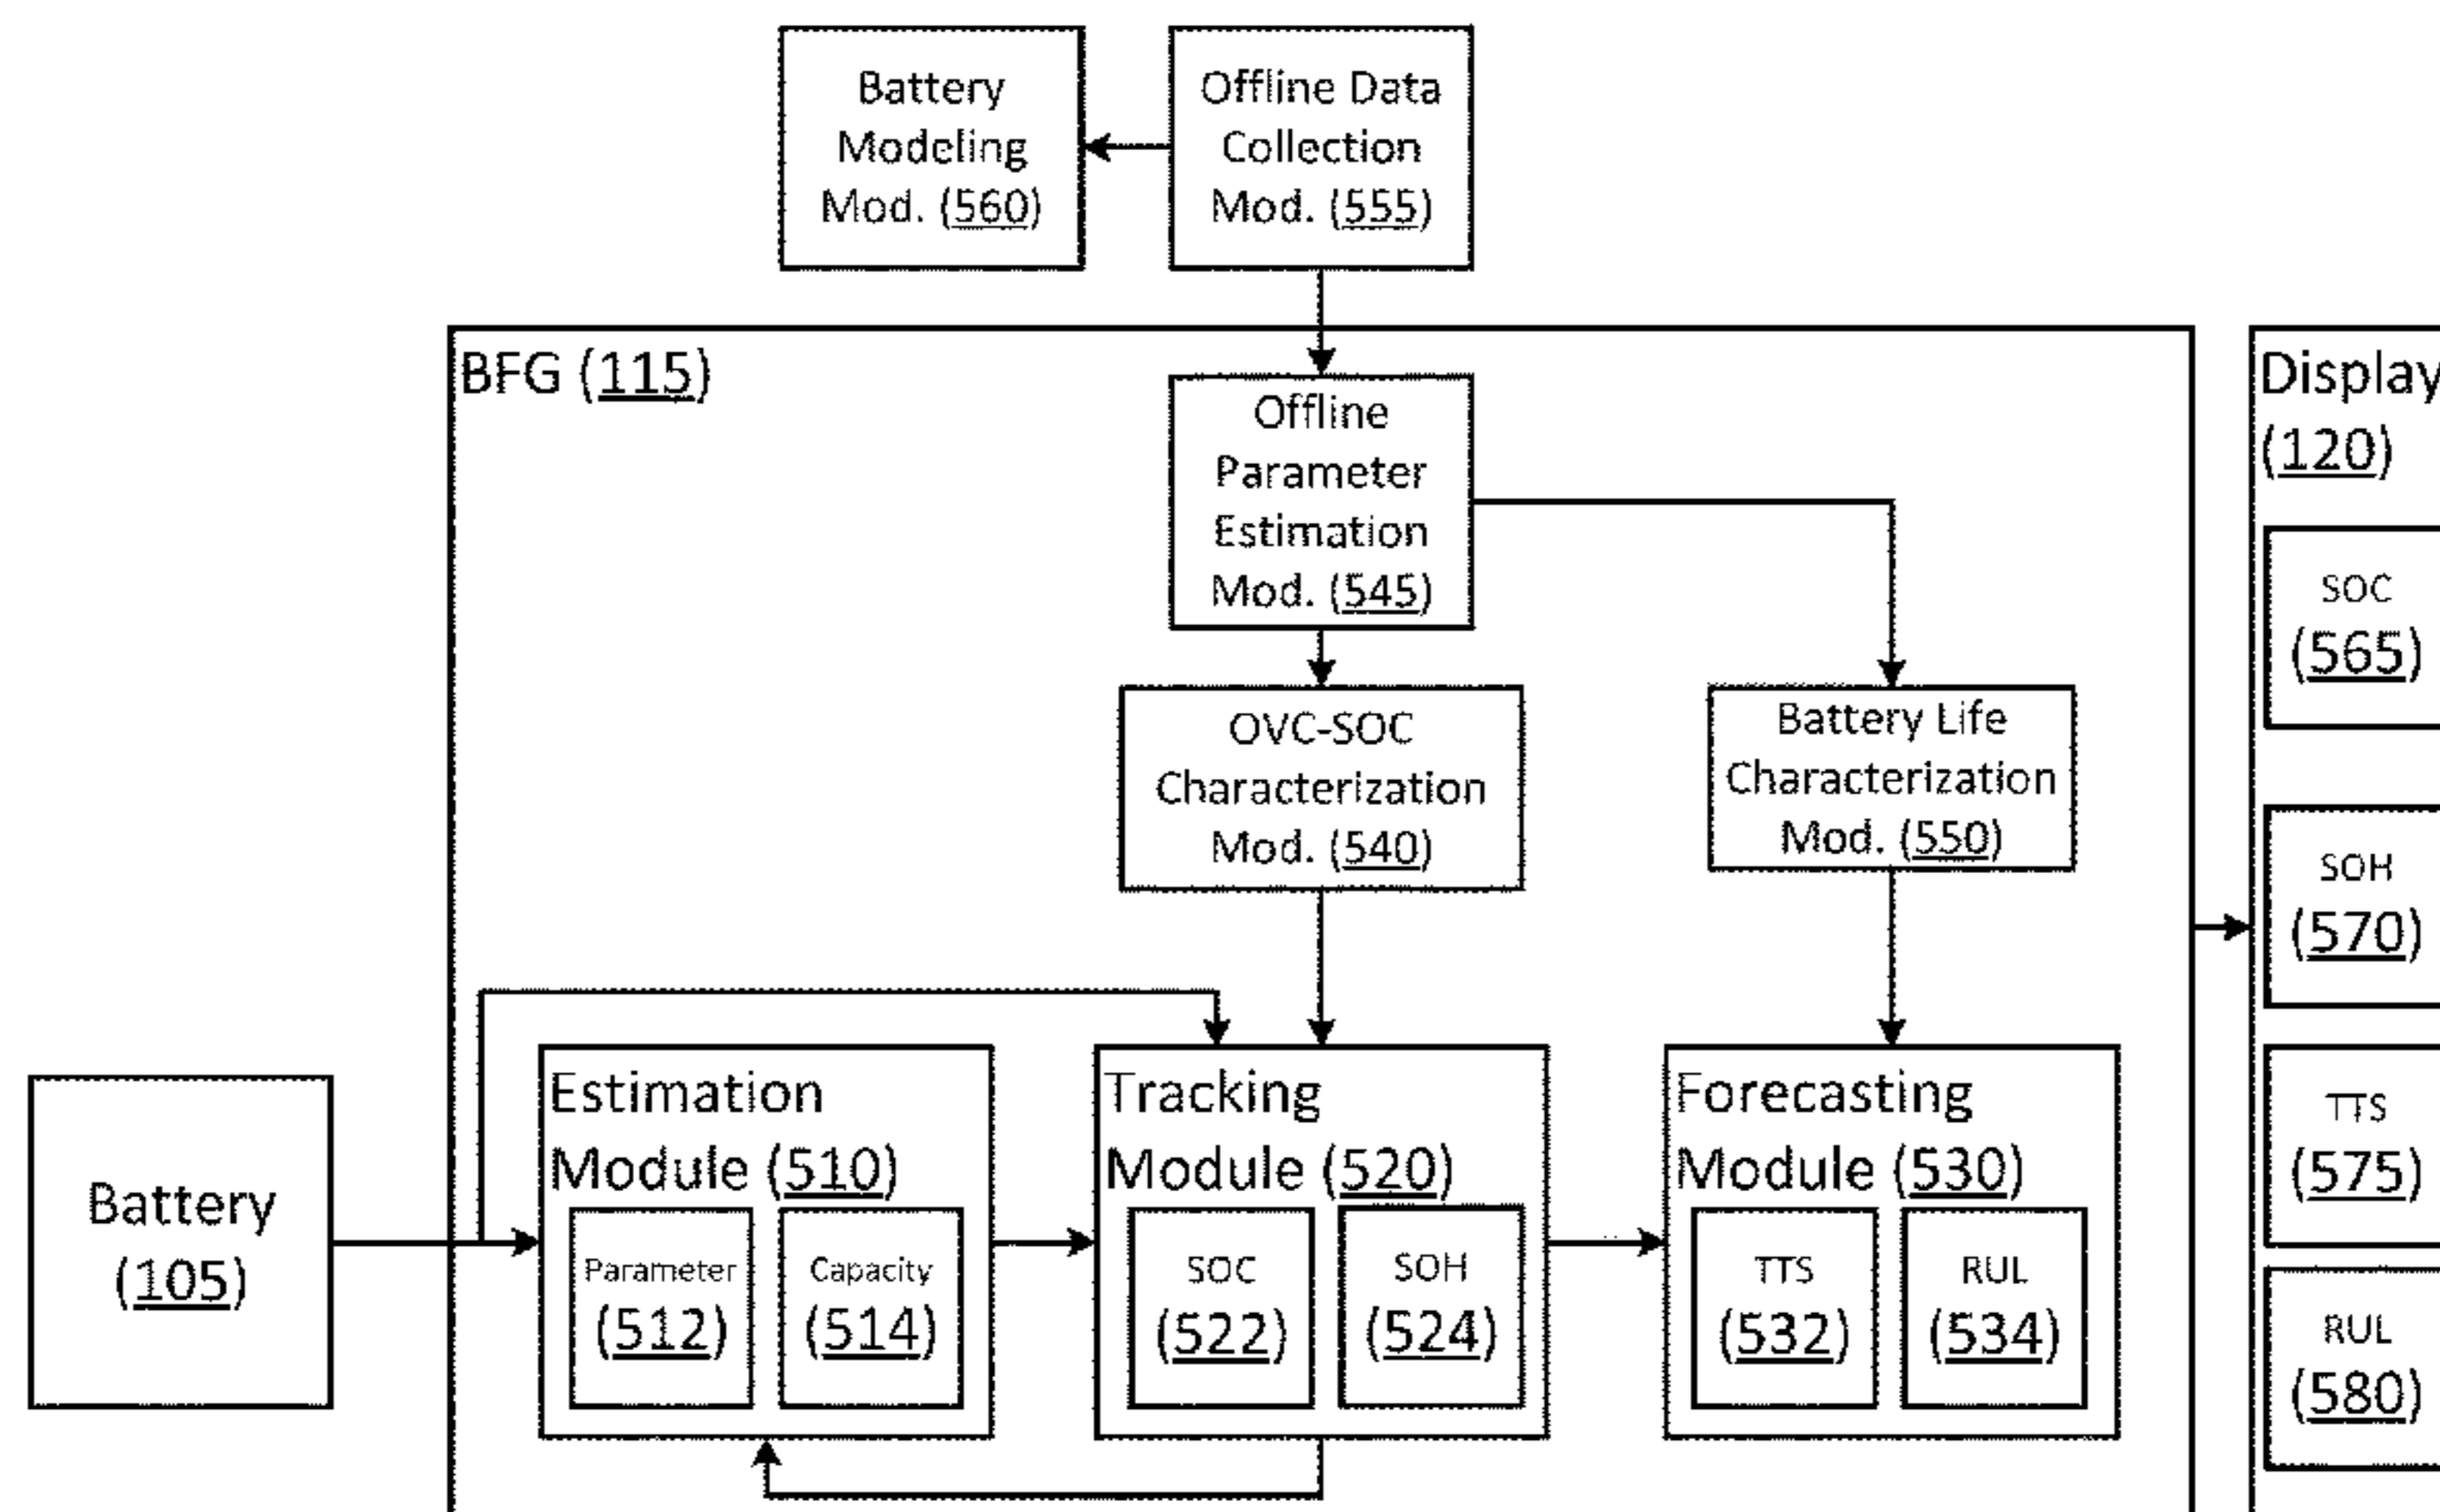 Battery
Modeling
Mod. (560)
Offline Data
Collection
Mod. (555)
BFG (115)
Offline
Parameter
Estimation
Mod. (545)
OVC-SOC
Characterization
Mod. (540)
Battery Life
Characterization
Mod. (550)
Battery
(105)
Estimation
Module (510)
Parameter
(512)
Capacity
(514)
Tracking
Module (520)
SOC
(522)
SOH
(524)
Forecasting
Module (530)
TTS
(532)
RUL
(534)
Display
(120)
SOC
(565)
SOH
(570)
TTS
(575)
RUL
(580)